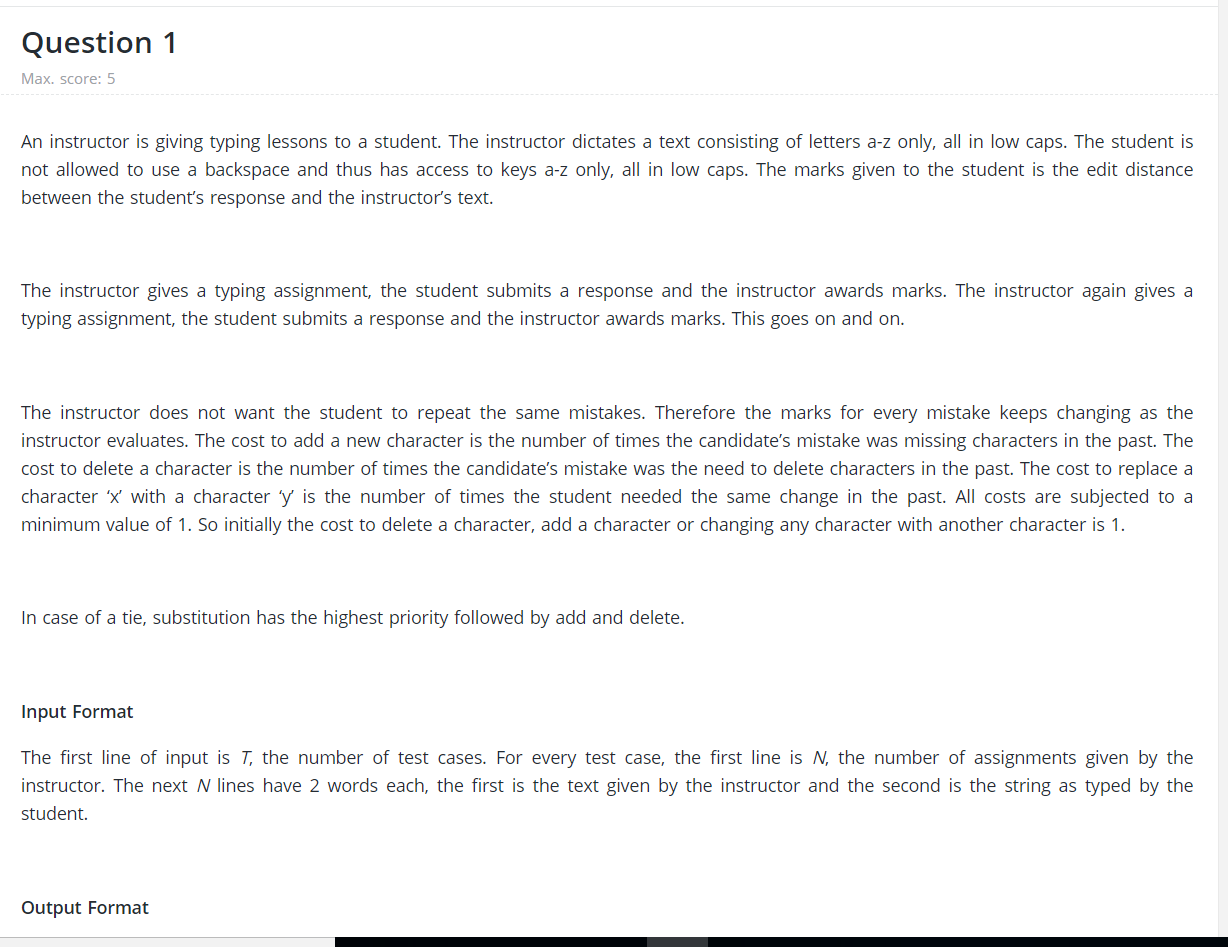 Question 1
Max. score: 5
An instructor is giving typing lessons to a student. The instructor dictates a text consisting of letters a-z only, all in low caps. The student is
not allowed to use a backspace and thus has access to keys a-z only, all in low caps. The marks given to the student is the edit distance
between the student’s response and the instructor’s text.
The instructor gives a typing assignment, the student submits a response and the instructor awards marks. The instructor again gives a
typing assignment, the student submits a response and the instructor awards marks. This goes on and on.
The instructor does not want the student to repeat the same mistakes. Therefore the marks for every mistake keeps changing as the
instructor evaluates. The cost to add a new character is the number of times the candidate’s mistake was missing characters in the past. The
cost to delete a character is the number of times the candidate’s mistake was the need to delete characters in the past. The cost to replace a
character ‘x’ with a character ‘y’ is the number of times the student needed the same change in the past. All costs are subjected to a
minimum value of 1. So initially the cost to delete a character, add a character or changing any character with another character is 1.
In case of a tie, substitution has the highest priority followed by add and delete.
Input Format
The first line of input is T, the number of test cases. For every test case, the first line is N, the number of assignments given by the
instructor. The next N lines have 2 words each, the first is the text given by the instructor and the second is the string as typed by the
student.
Output Format